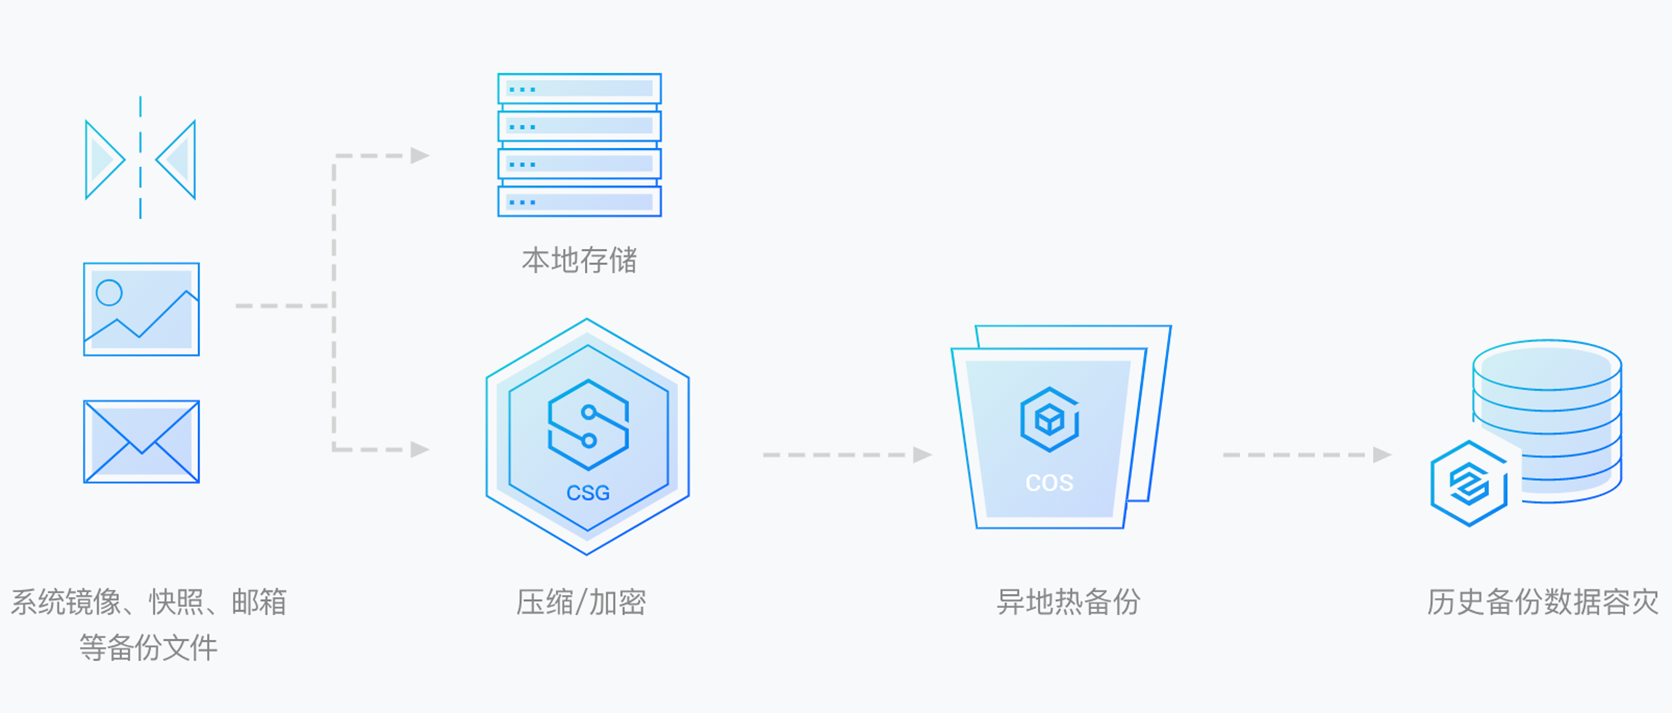 本地存储
CSG
COS
系统镜像、快照、邮箱
等备份文件
压缩/加密
异地热备份
历史备份数据容灾